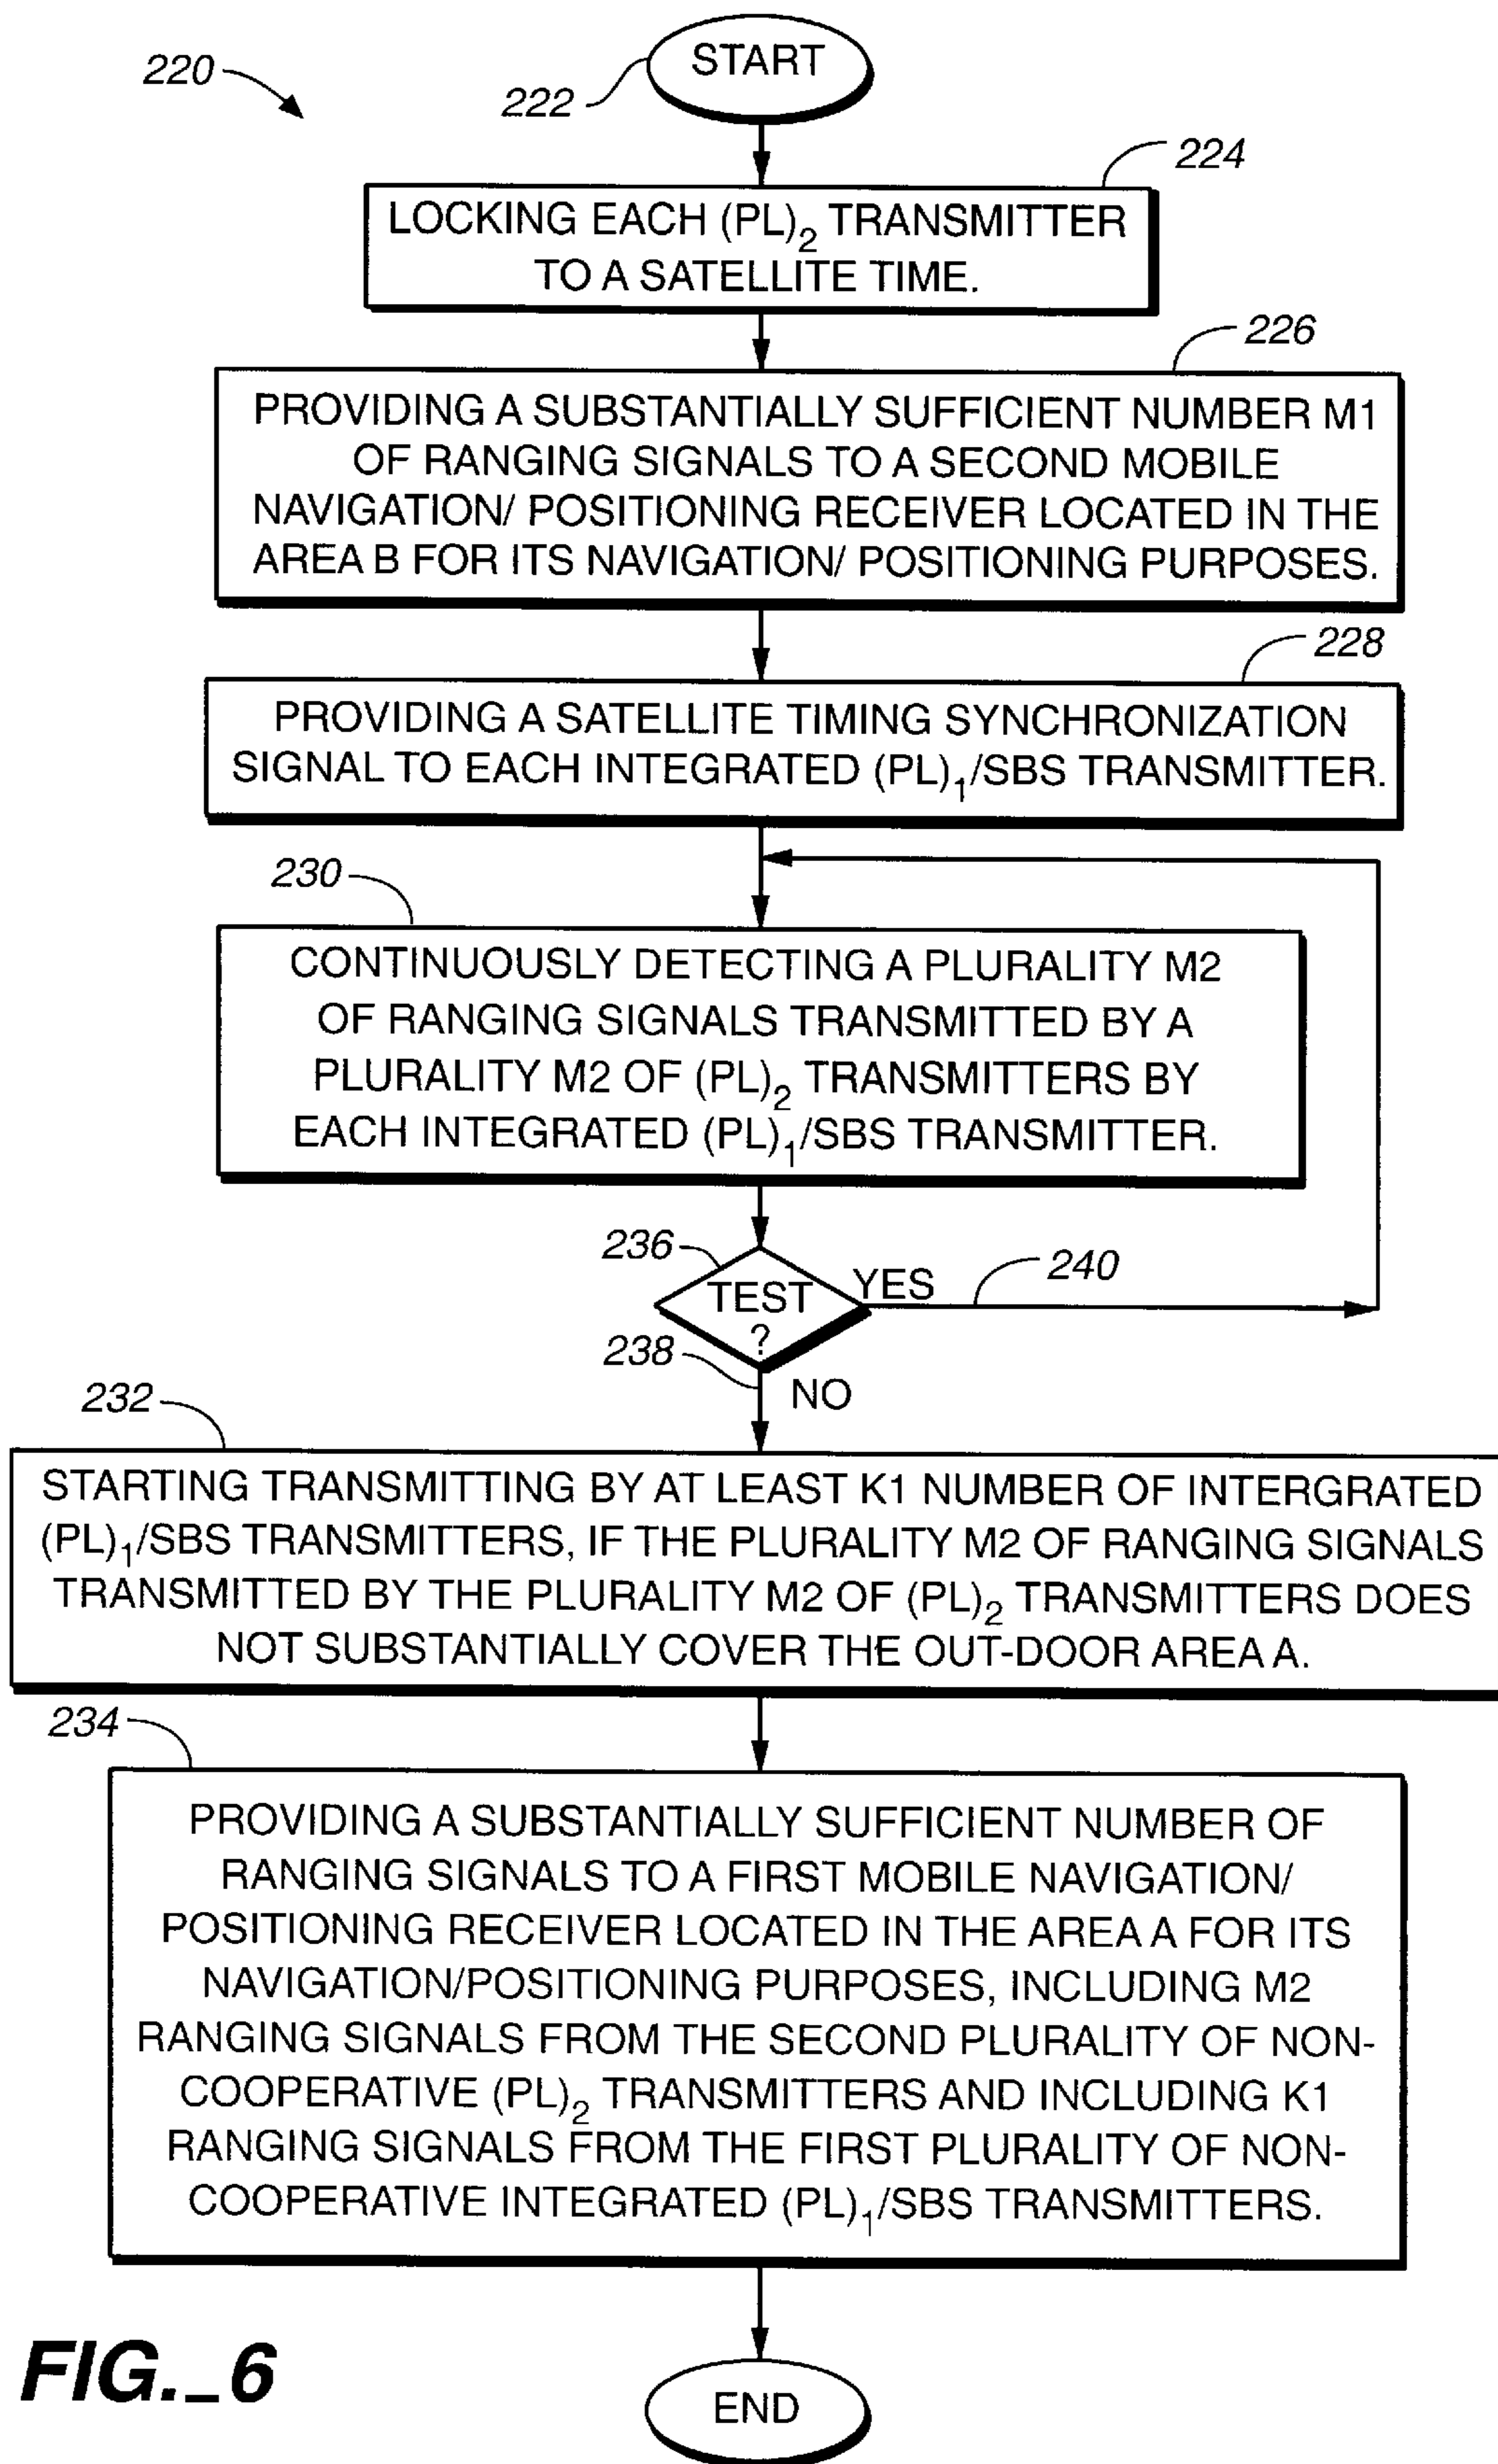 220
START
222
224
LOCKING EACH (PL)2 TRANSMITTER
TO A SATELLITE TIME.
226
PROVIDING A SUBSTANTIALLY SUFFICIENT NUMBER M1
OF RANGING SIGNALS TO A SECOND MOBILE
NAVIGATION/ POSITIONING RECEIVER LOCATED IN THE
AREA B FOR ITS NAVIGATION/ POSITIONING PURPOSES.
228
PROVIDING A SATELLITE TIMING SYNCHRONIZATION
SIGNAL TO EACH INTEGRATED (PL)1/SBS TRANSMITTER.
230
CONTINUOUSLY DETECTING A PLURALITY M2
OF RANGING SIGNALS TRANSMITTED BY A
PLURALITY M2 OF (PL)2 TRANSMITTERS BY
EACH INTEGRATED (PL)1/SBS TRANSMITTER.
236
TEST
?
YES
240
238
NO
232
STARTING TRANSMITTING BY AT LEAST K1 NUMBER OF INTERGRATED
(PL)1/SBS TRANSMITTERS, IF THE PLURALITY M2 OF RANGING SIGNALS
TRANSMITTED BY THE PLURALITY M2 OF (PL)2 TRANSMITTERS DOES
NOT SUBSTANTIALLY COVER THE OUT-DOOR AREA A.
234
PROVIDING A SUBSTANTIALLY SUFFICIENT NUMBER OF
RANGING SIGNALS TO A FIRST MOBILE NAVIGATION/
POSITIONING RECEIVER LOCATED IN THE AREA A FOR ITS
NAVIGATION/POSITIONING PURPOSES, INCLUDING M2
RANGING SIGNALS FROM THE SECOND PLURALITY OF NON-
COOPERATIVE (PL)2 TRANSMITTERS AND INCLUDING K1
RANGING SIGNALS FROM THE FIRST PLURALITY OF NON-
COOPERATIVE INTEGRATED (PL)1/SBS TRANSMITTERS.
FIG._6
END